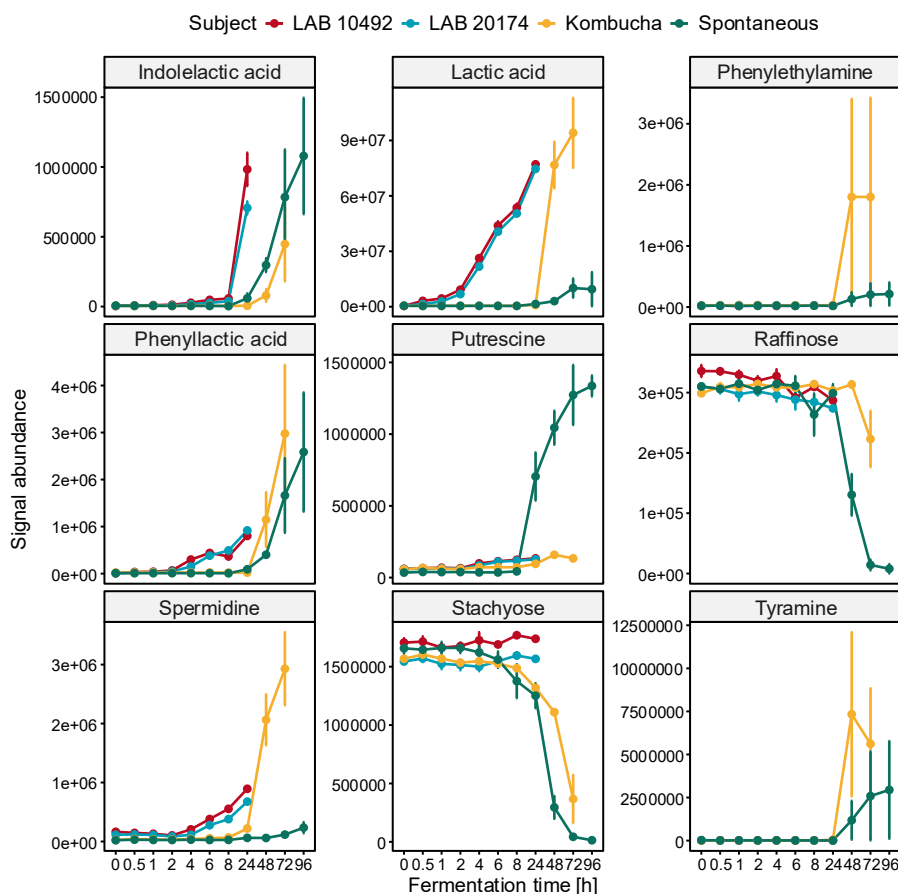 Subject LAB 10492 LAB 20174 Kombucha Spontaneous
Indolelactic acid Lactic acid Phenylethylamine
1500000
1000000
500000
0
9e+07
6e+07
3e+07
0e+00
3e+06
2e+06
1e+06
0e+00
Phenyllactic acid Putrescine Raffinose
4e+06
3e+06
2e+06
1e+06
0e+00
1500000
1000000
500000
0
3e+05
2e+05
1e+05
0e+00
Spermidine Stachyose Tyramine
3e+06
2e+06
1e+06
0e+00
1500000
1000000
500000
0
12500000
10000000
7500000
5000000
2500000
0
0 0.5 1 2 4 6 8 24 48 72 96
0 0.5 1 2 4 6 8 24 48 72 96
0 0.5 1 2 4 6 8 24 48 72 96
Signal abundance
Fermentation time [h]